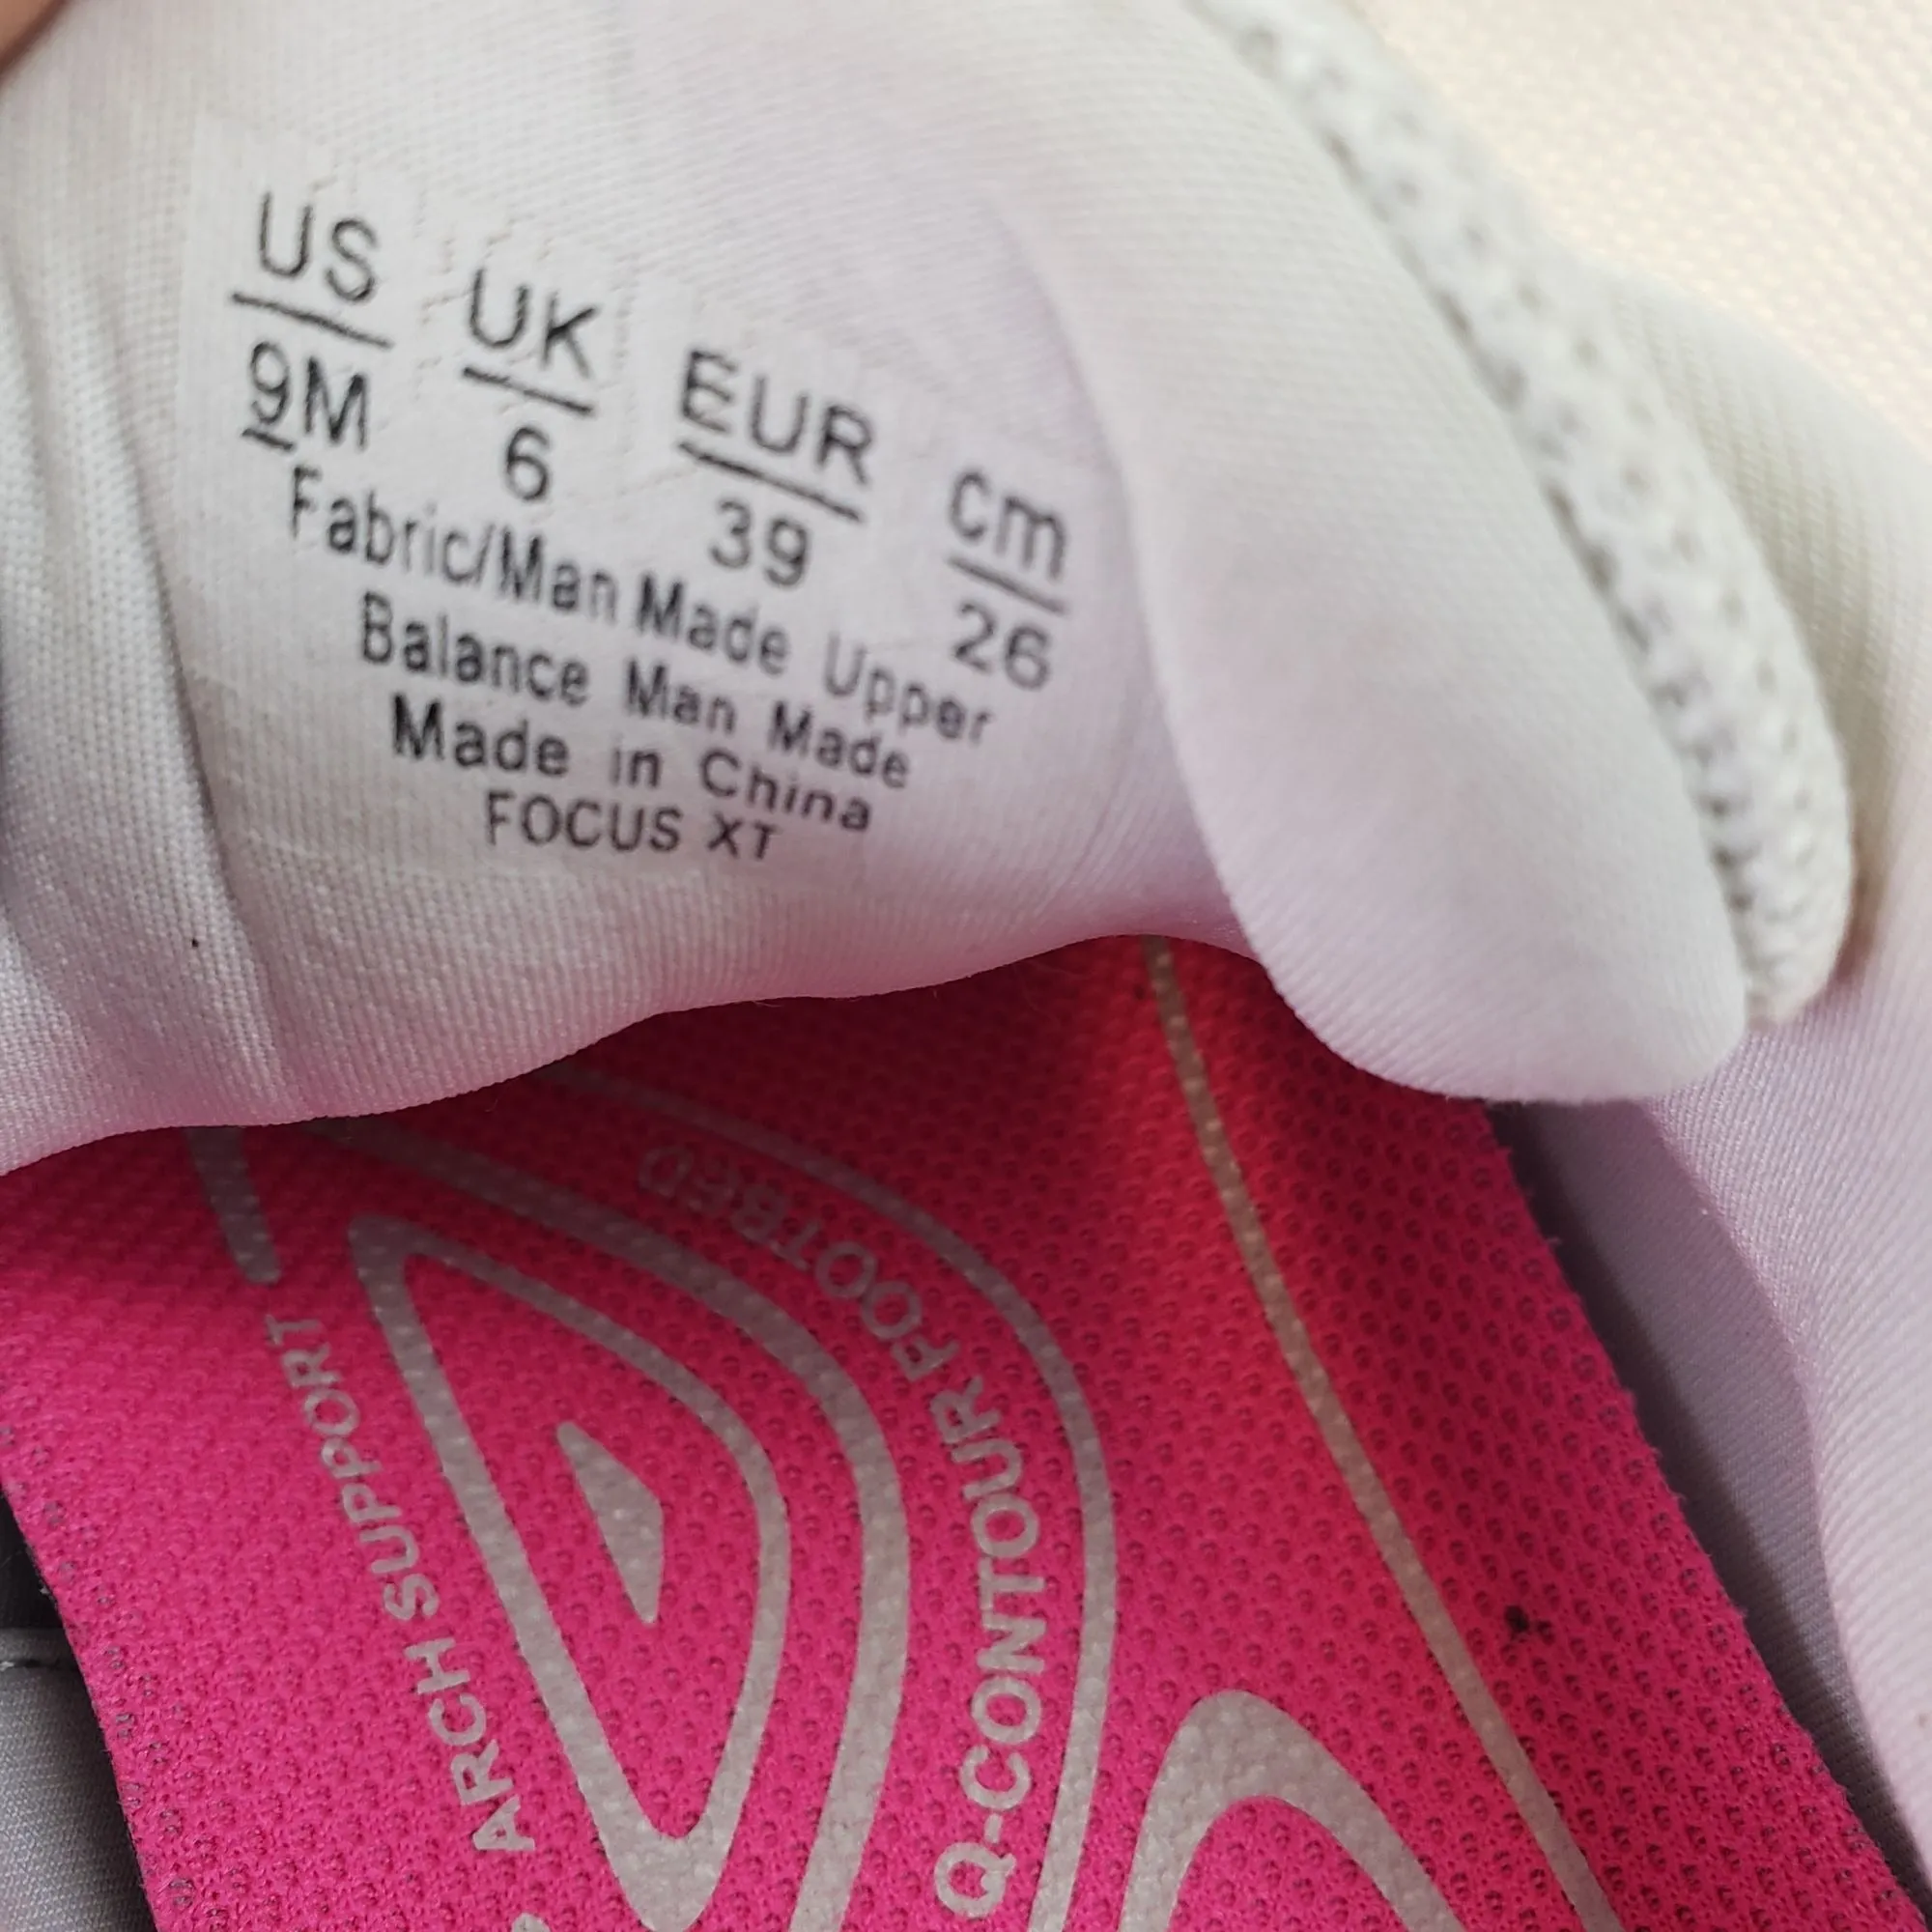 US UK EUR cm
9M 6 39 26
Fabric/Man Made Upper
Balance Man Made
Made in China
FOCUS XT
ARCH SUPPORT
Q-CONTOUR FOOTBED